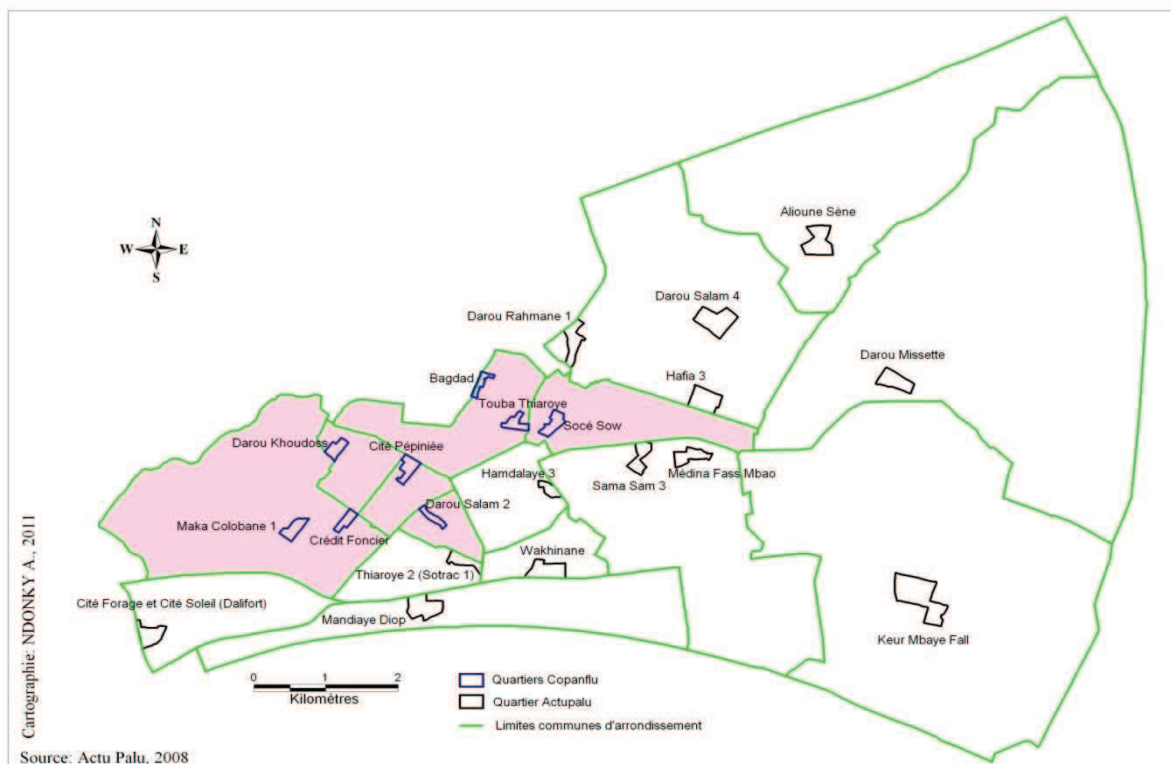 Alioune Sène
N
W E
S
Darou Salam 4
Darou Rahmane 1
Darou Missette
Bagdad
Hafia 3
Touba Thiaroye
Socé Sow
Darou Khoudoss
Cité Pépinièe
Hamdalaye 3
Sama Sam 3
Médina Fass Mbao
Darou Salam 2
Maka Colobane 1
Crédit Foncier
Wakhinane
Thiaroye 2 (Sotrac 1)
Cité Forage et Cité Soleil (Dalifort)
Mandiaye Diop
Keur Mbaye Fall
0 1 2
Kilomètres
Quartiers Copanflu
Quartier Actupalu
Limites communes d'arrondissement
Cartographie: NDONKY A., 2011
Source: Actu Palu, 2008